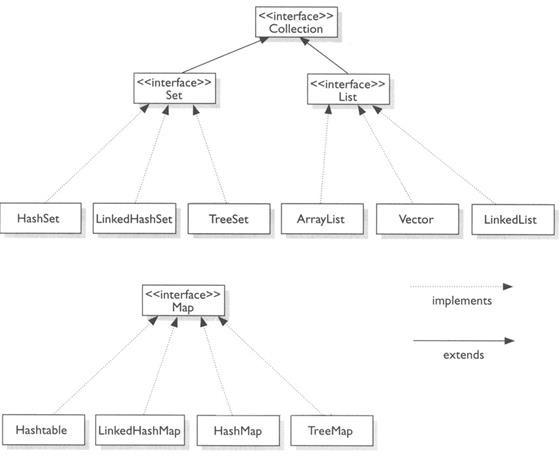 <<interface>>
Collection
<<interface>>
Set
<<interface>>
List
HashSet
LinkedHashSet
TreeSet
ArrayList
Vector
LinkedList
<<interface>>
Map
implements
extends
Hashtable
LinkedHashMap
HashMap
TreeMap